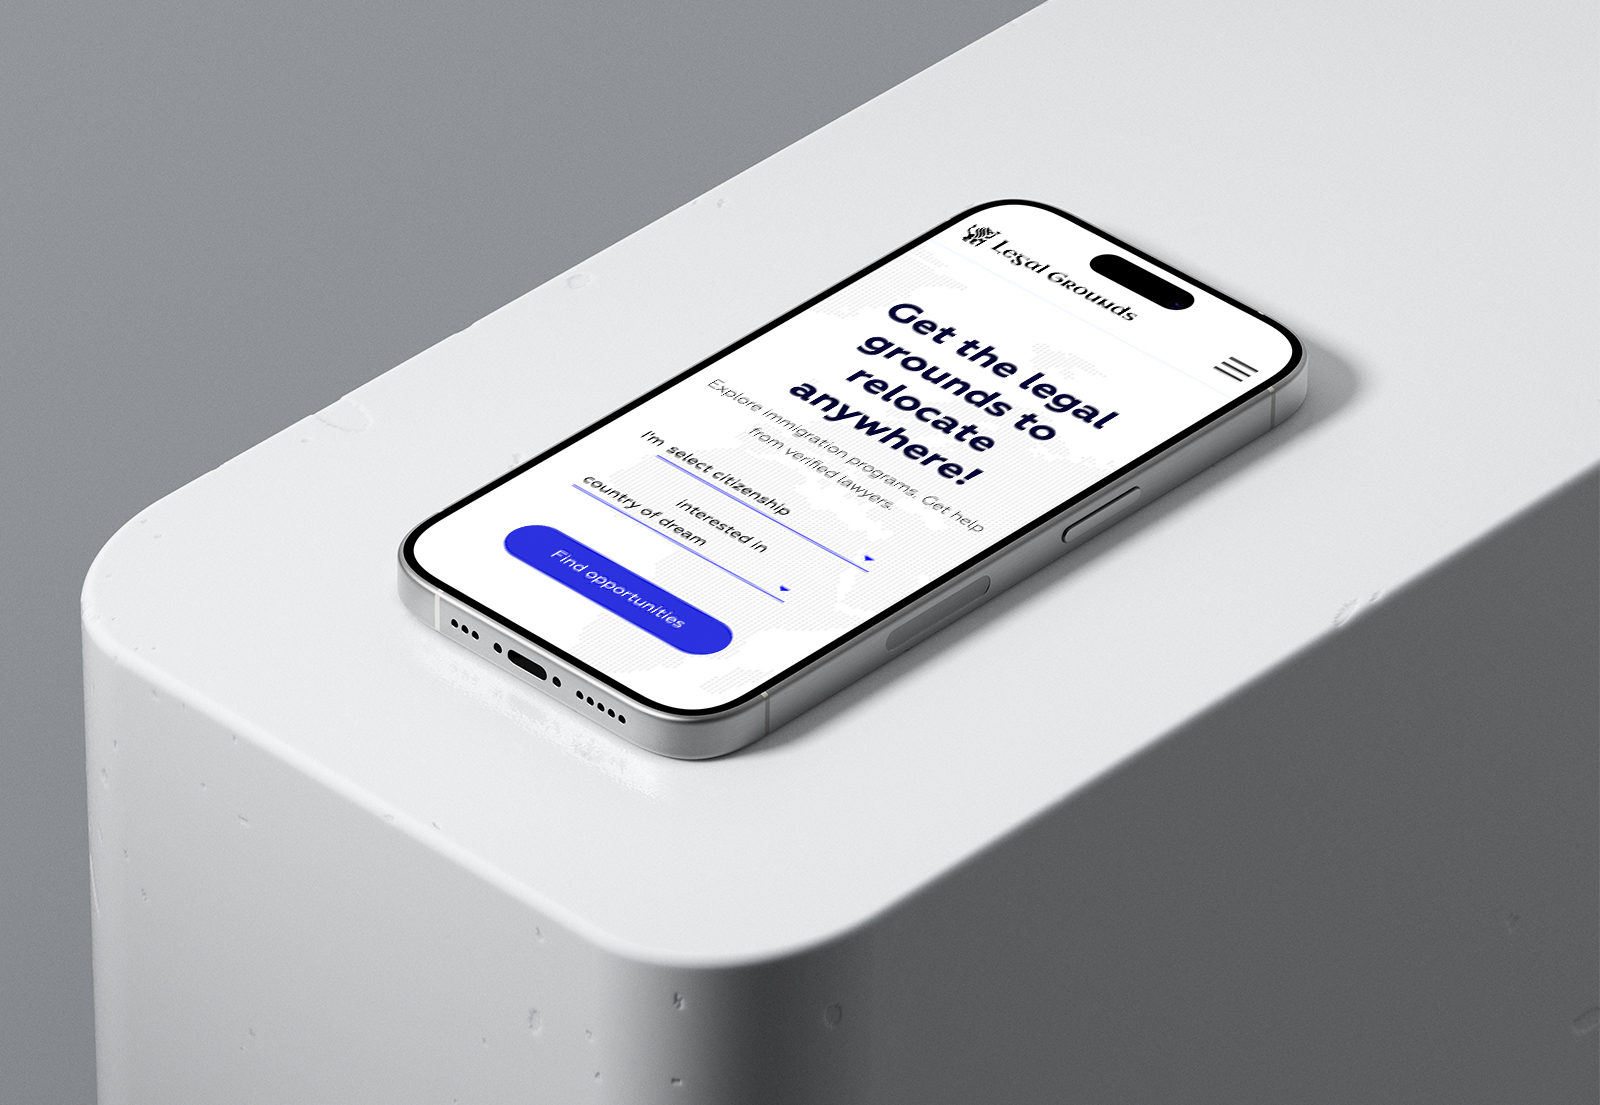 Legal Grounds
Get the legal
grounds to
relocate
anywhere!
Explore immigration programs. Get help
from verified lawyers.
I'm select citizenship
interested in
country of dream
Find opportunities